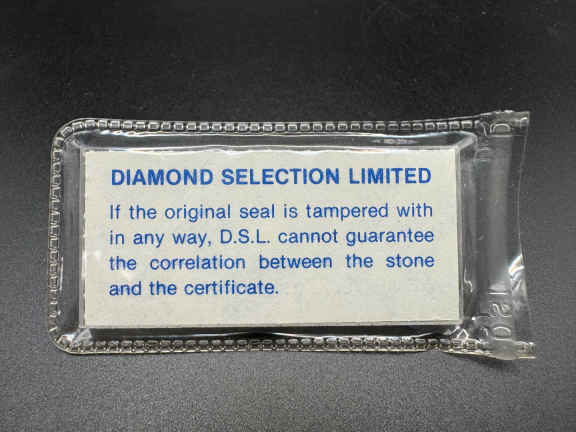 DIAMOND SELECTION LIMITED
If the original seal is tampered with
in any way, D.S.L. cannot guarantee
the correlation between the stone
and the certificate.